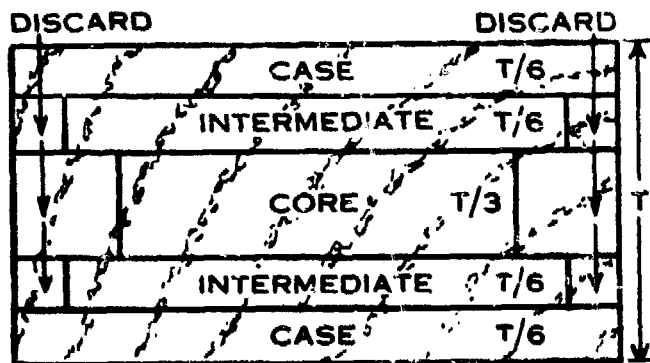 DISCARD DISCARD
CASE T/6
INTERMEDIATE T/6
CORE T/3 T
INTERMEDIATE T/6
CASE T/6